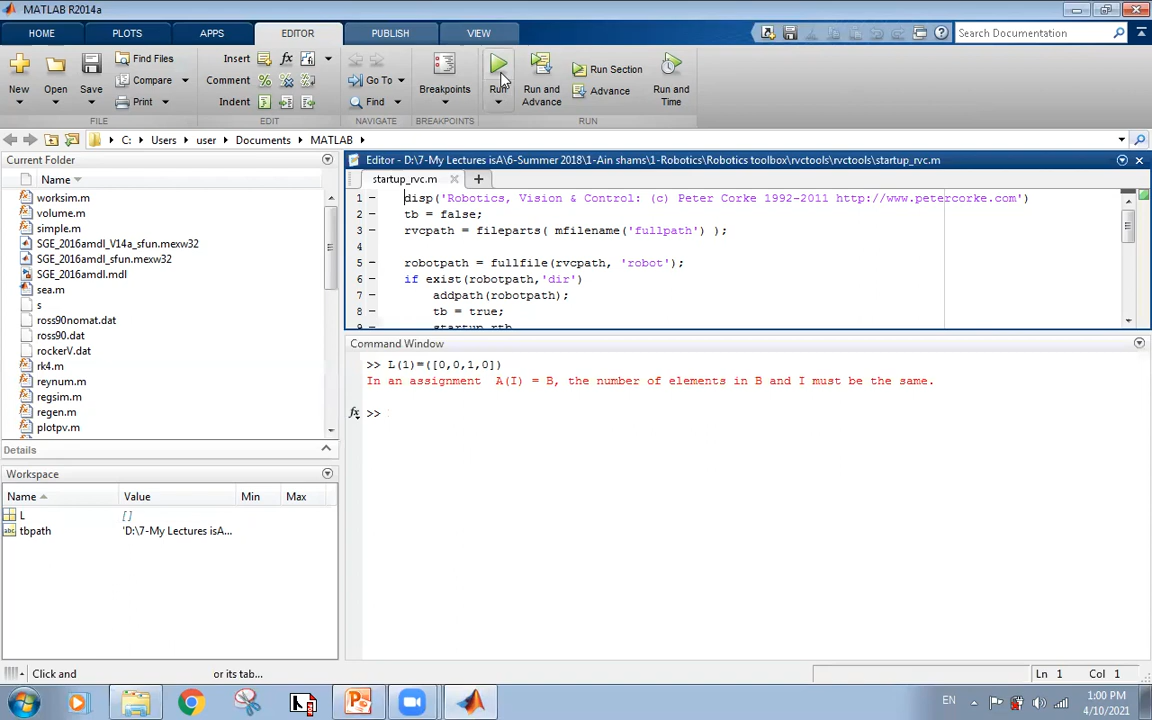 MATLAB R2014a
HOME PLOTS APPS EDITOR PUBLISH VIEW Search Documentation
New Open Save Find Files Compare Print
Insert Comment Indent
Go To Find
Breakpoints
Run Run and Advance Run Section Advance Run and Time
FILE EDIT NAVIGATE BREAKPOINTS RUN
C: Users user Documents MATLAB
Current Folder
Name
worksim.m
volume.m
simple.m
SGE_2016amdl_V14a_sfun.mexw32
SGE_2016amdl_sfun.mexw32
SGE_2016amdl.mdl
sea.m
s
ross90nomat.dat
ross90.dat
rockerV.dat
rk4.m
reynum.m
regsim.m
regen.m
plotpv.m
Details
Workspace
Name Value Min Max
L []
tbpath 'D:\7-My Lectures isA...
Editor - D:\7-My Lectures isA\6-Summer 2018\1-Ain shams\1-Robotics\Robotics toolbox\rvctools\rvctools\startup_rvc.m
startup_rvc.m
1 disp('Robotics, Vision & Control: (c) Peter Corke 1992-2011 http://www.petercorke.com')
2 tb = false;
3 rvcpath = fileparts( mfilename('fullpath') );
4
5 robotpath = fullfile(rvcpath, 'robot');
6 if exist(robotpath,'dir')
7 addpath(robotpath);
8 tb = true;
9 startup_rtb
Command Window
>> L(1)=([0,0,1,0])
In an assignment A(I) = B, the number of elements in B and I must be the same.
fx >>
Click and or its tab...
Ln 1 Col 1
EN 1:00 PM
4/10/2021